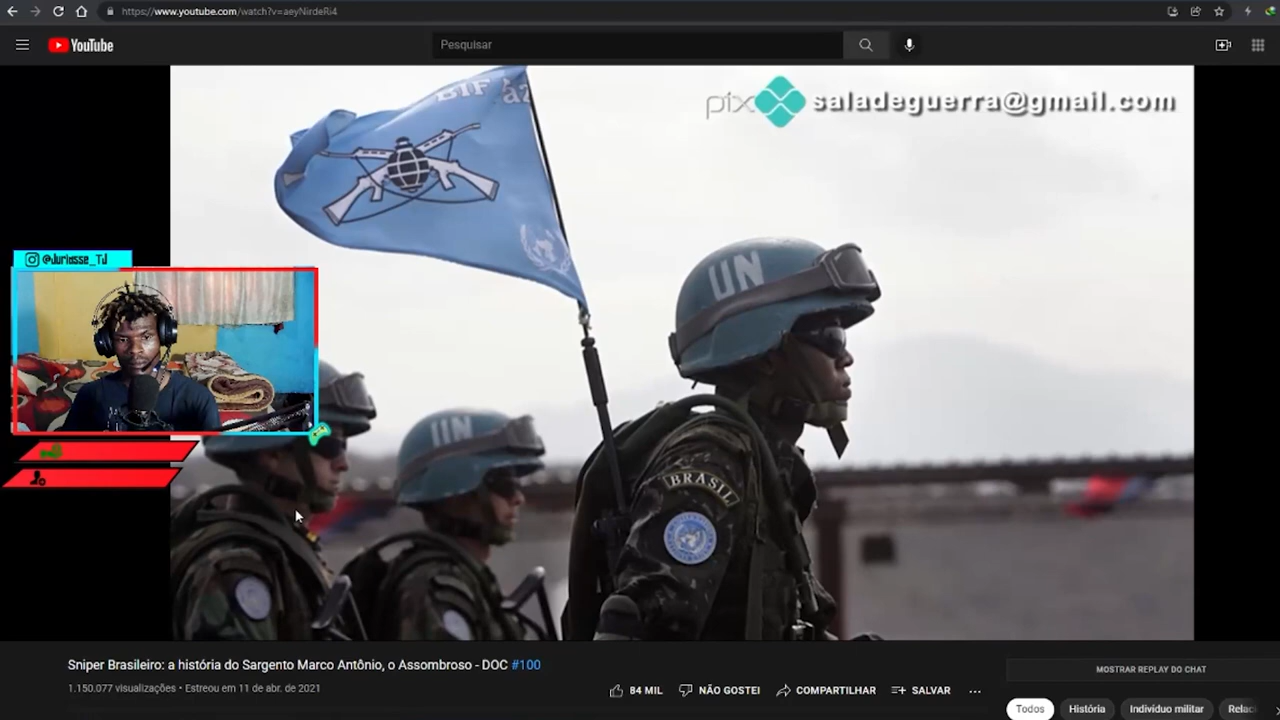 https://www.youtube.com/watch?v=aeyNirdeRi4
YouTube
Pesquisar
pix saladeguerra@gmail.com
@Juriasse_TJ
UN
UN
BRASIL
Sniper Brasileiro: a história do Sargento Marco Antônio, o Assombroso - DOC #100
1.150.077 visualizações • Estreou em 11 de abr. de 2021
84 MIL
NÃO GOSTEI
COMPARTILHAR
SALVAR
MOSTRAR REPLAY DO CHAT
Todos
História
Indivíduo militar